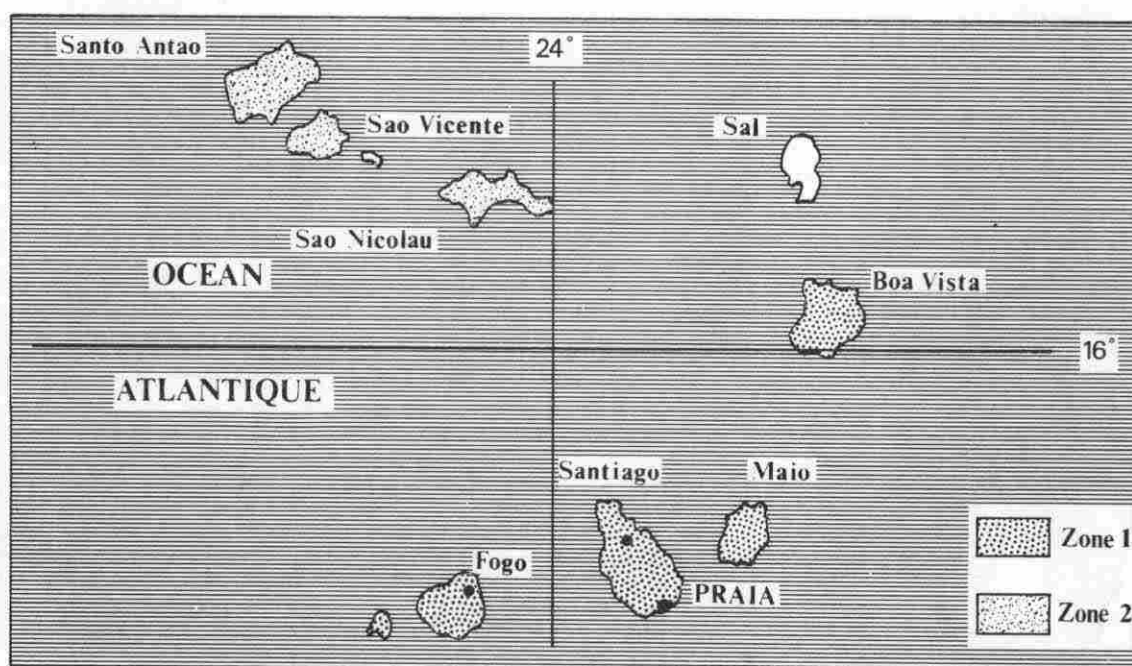 Santo Antao
24°
Sao Vicente
Sal
Sao Nicolau
OCEAN
Boa Vista
16°
ATLANTIQUE
Santiago
Maio
Fogo
PRAIA
Zone 1
Zone 2